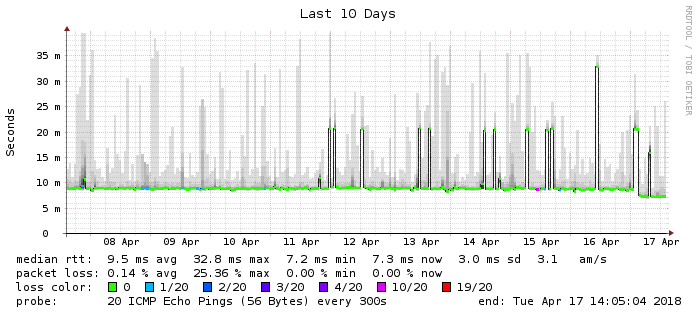 Last 10 Days
RRDTOOL / TOBI OETIKER
Seconds
35 m
30 m
25 m
20 m
15 m
10 m
5 m
0
08 Apr 09 Apr 10 Apr 11 Apr 12 Apr 13 Apr 14 Apr 15 Apr 16 Apr 17 Apr
median rtt: 9.5 ms avg 32.8 ms max 7.2 ms min 7.3 ms now 3.0 ms sd 3.1 am/s
packet loss: 0.14 % avg 25.36 % max 0.00 % min 0.00 % now
loss color: 0 1/20 2/20 3/20 4/20 10/20 19/20
probe: 20 ICMP Echo Pings (56 Bytes) every 300s end: Tue Apr 17 14:05:04 2018